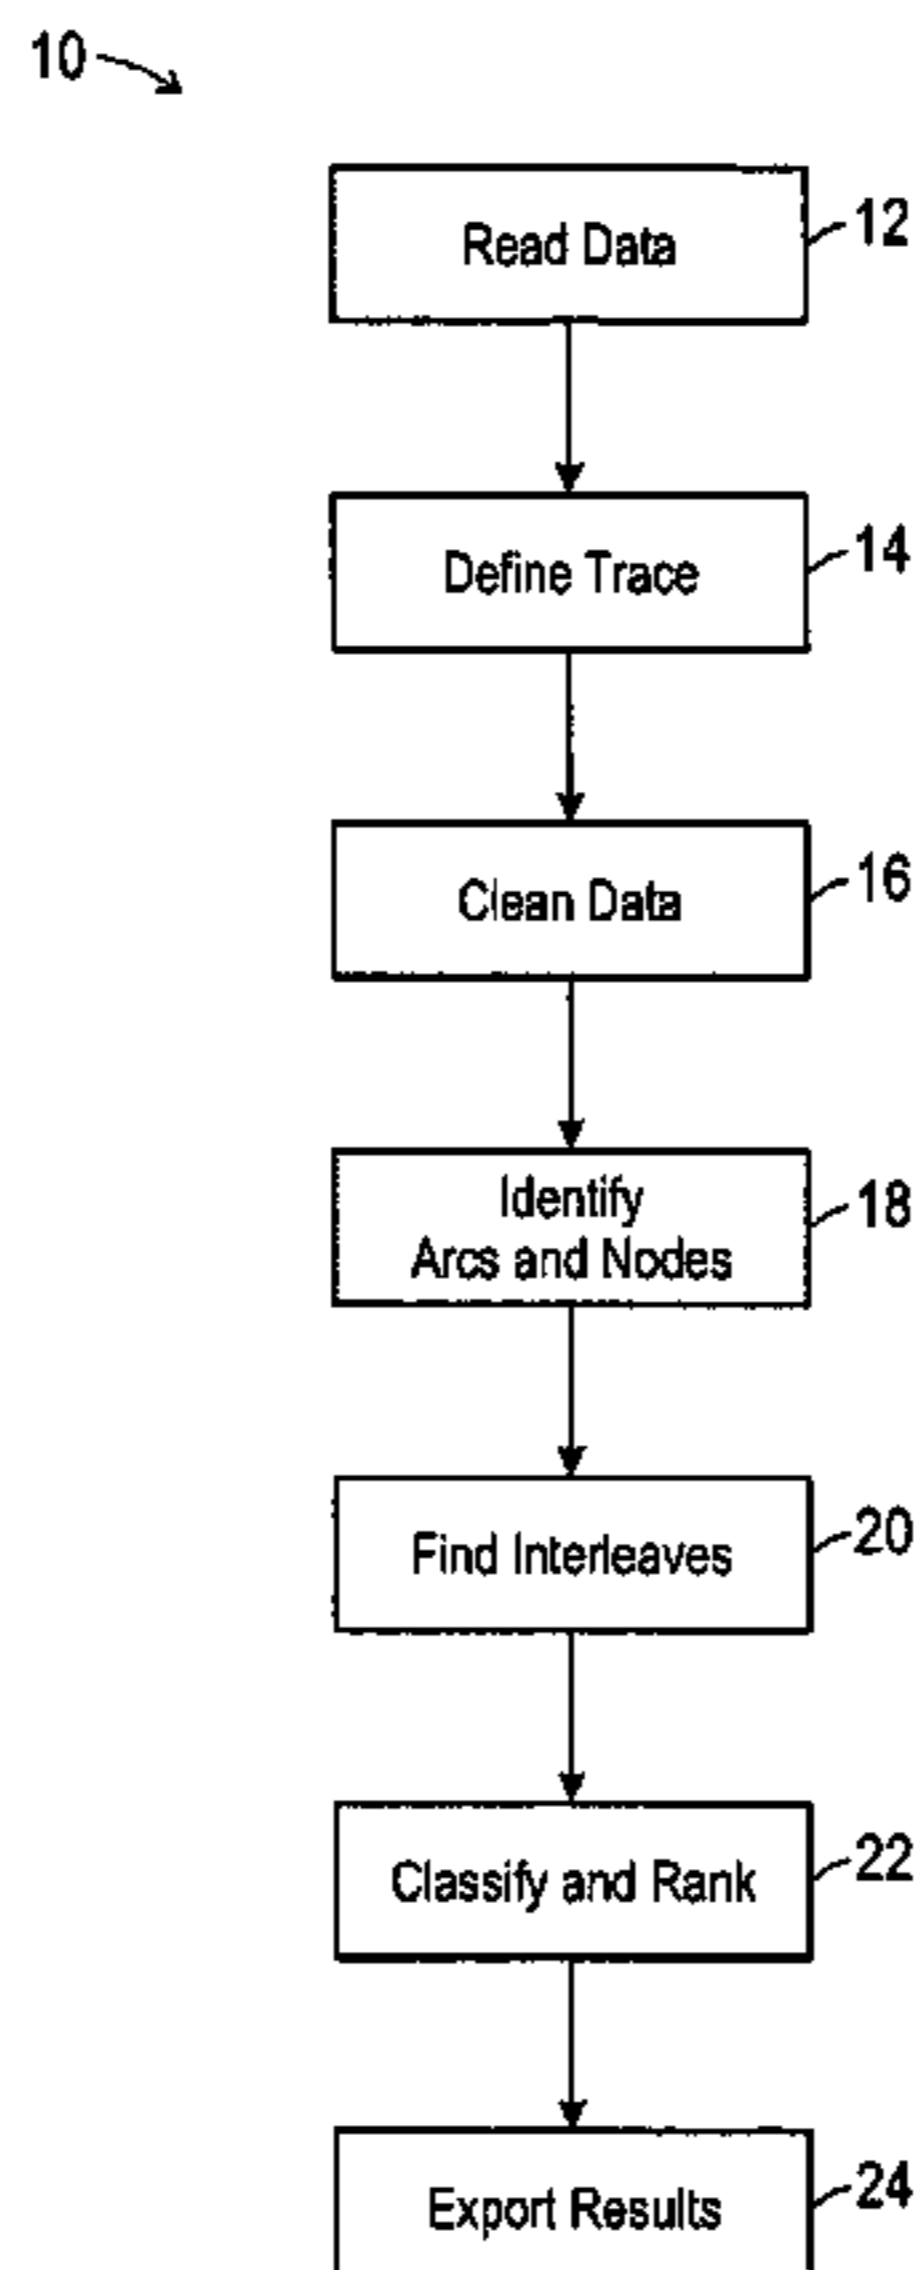 10
Read Data
12
Define Trace
14
Clean Data
16
Identify
Arcs and Nodes
18
Find Interleaves
20
Classify and Rank
22
Export Results
24